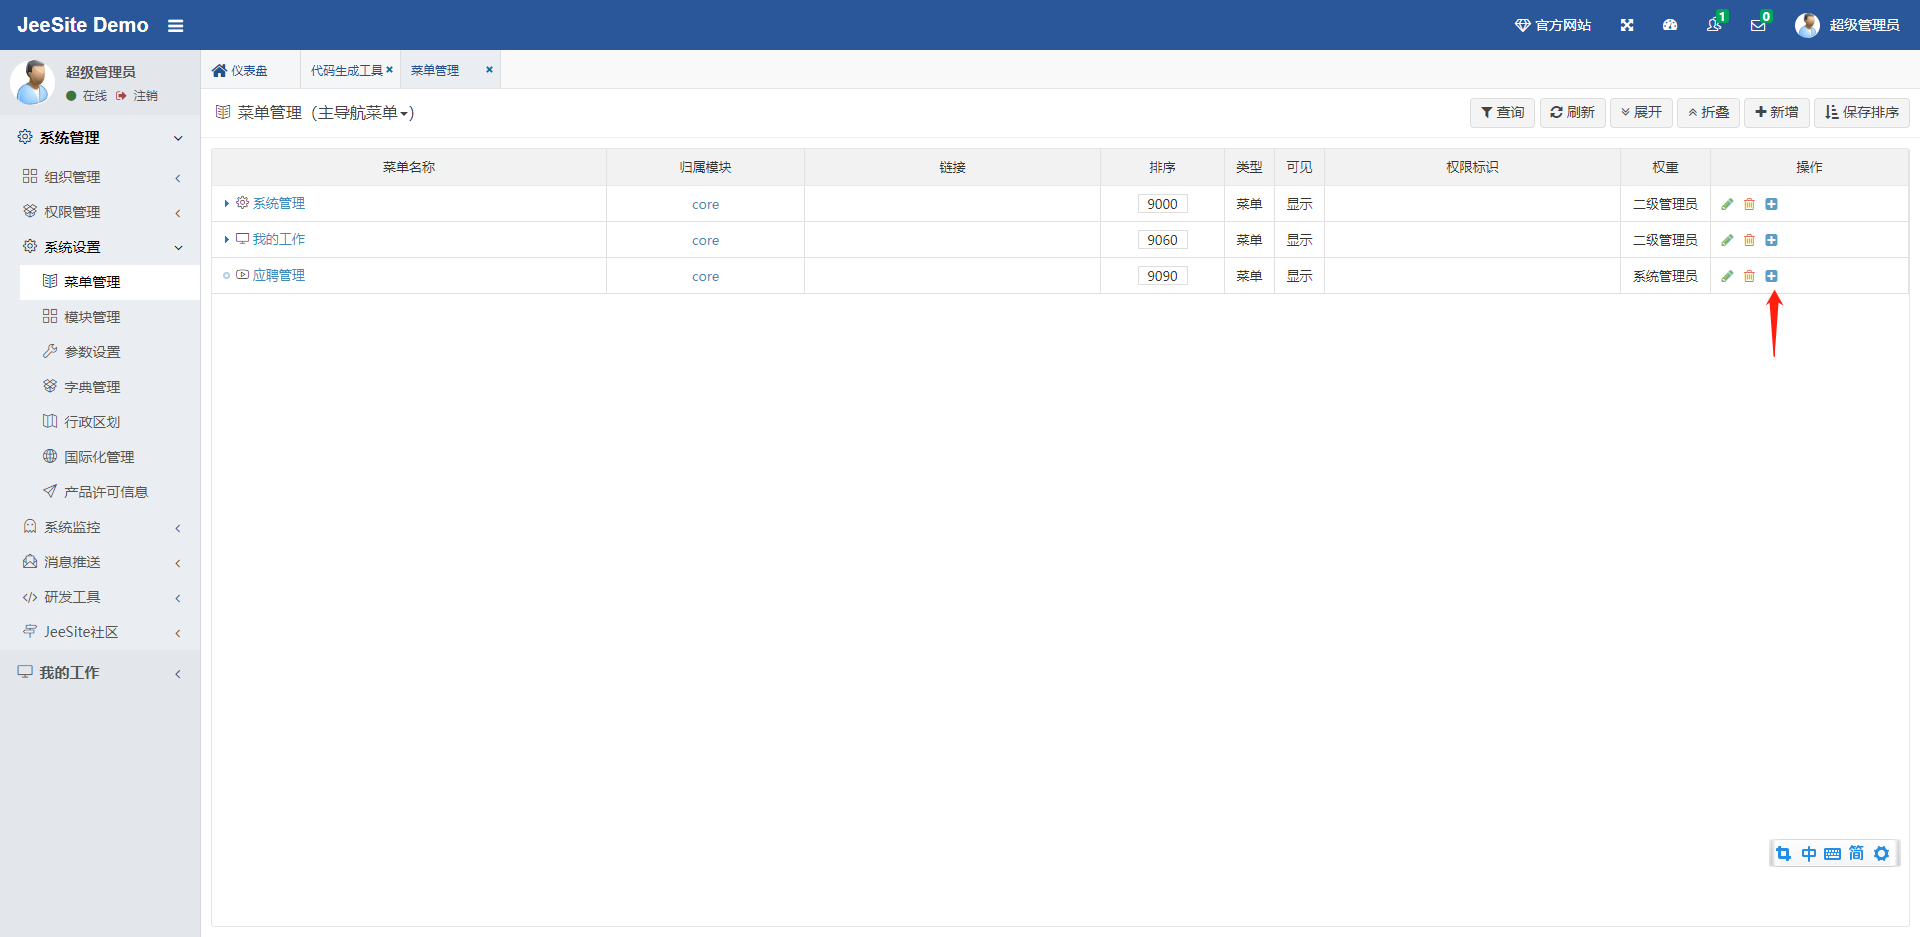 JeeSite Demo 官方网站 1 0 超级管理员
超级管理员
在线 注销
仪表盘 代码生成工具 菜单管理
系统管理
组织管理
权限管理
系统设置
菜单管理
模块管理
参数设置
字典管理
行政区划
国际化管理
产品许可信息
系统监控
消息推送
研发工具
JeeSite社区
我的工作
菜单管理（主导航菜单）
查询 刷新 展开 折叠 新增 保存排序
菜单名称 归属模块 链接 排序 类型 可见 权限标识 权重 操作
系统管理 core 9000 菜单 显示 二级管理员
我的工作 core 9060 菜单 显示 二级管理员
应聘管理 core 9090 菜单 显示 系统管理员
中 简